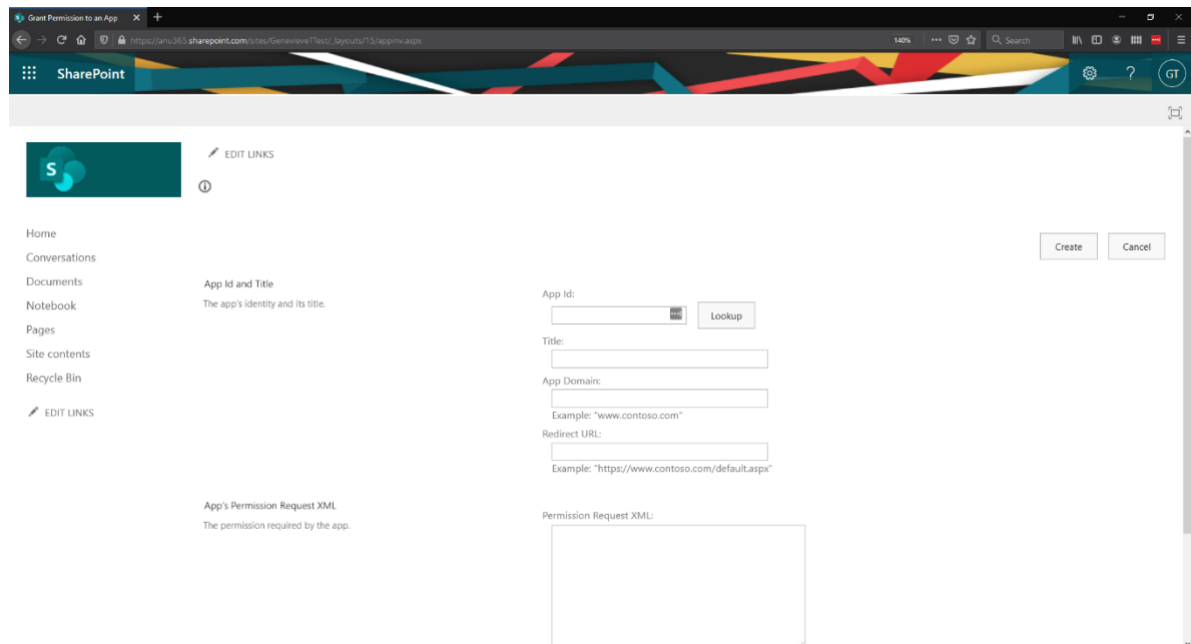 Grant Permission to an App
https://anu365.sharepoint.com/sites/GenevieveTTest/_layouts/15/appinv.aspx
140%
Search
SharePoint
GT
S
EDIT LINKS
Home
Conversations
Documents
Notebook
Pages
Site contents
Recycle Bin
EDIT LINKS
Create
Cancel
App Id and Title
The app's identity and its title.
App Id:
Lookup
Title:
App Domain:
Example: "www.contoso.com"
Redirect URL:
Example: "https://www.contoso.com/default.aspx"
App's Permission Request XML
The permission required by the app.
Permission Request XML: